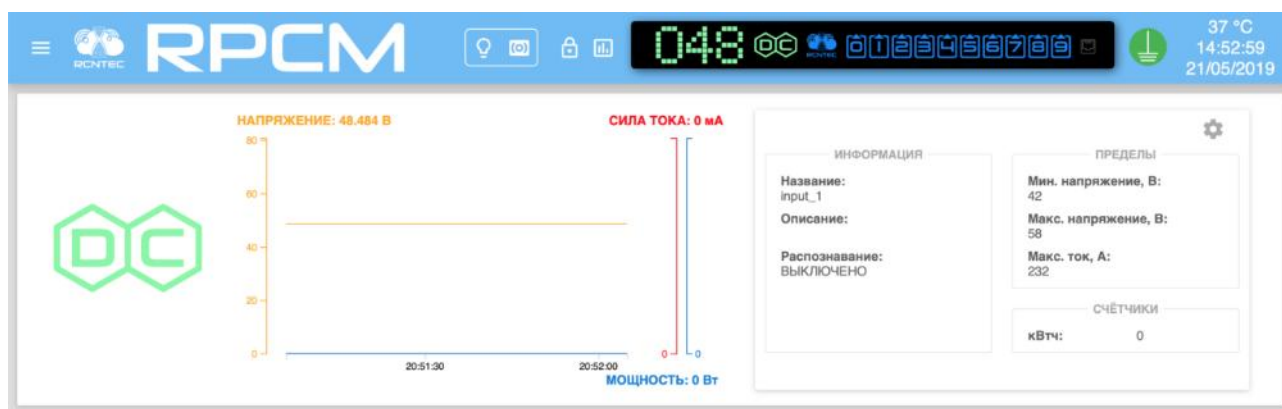 RCNTEC
RPCM
048 DC RCNTEC 0 1 2 3 4 5 6 7 8 9
37 °C
14:52:59
21/05/2019
НАПРЯЖЕНИЕ: 48.484 В
СИЛА ТОКА: 0 мА
80
60
40
20
0
0
0
20:51:30
20:52:00
МОЩНОСТЬ: 0 Вт
DC
ИНФОРМАЦИЯ
Название:
input_1
Описание:
Распознавание:
ВЫКЛЮЧЕНО
ПРЕДЕЛЫ
Мин. напряжение, В:
42
Макс. напряжение, В:
58
Макс. ток, А:
232
СЧЁТЧИКИ
кВтч: 0